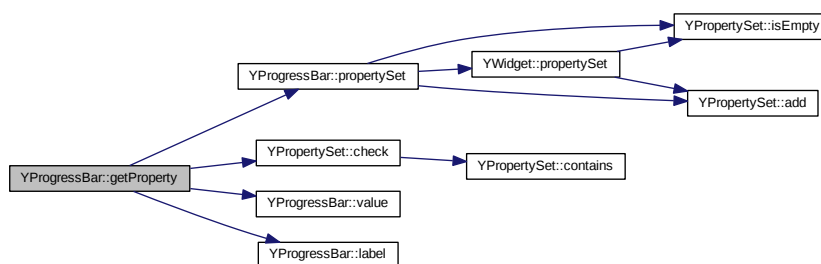 YPropertySet::isEmpty
YProgressBar::propertySet
YWidget::propertySet
YPropertySet::add
YProgressBar::getProperty
YPropertySet::check
YPropertySet::contains
YProgressBar::value
YProgressBar::label